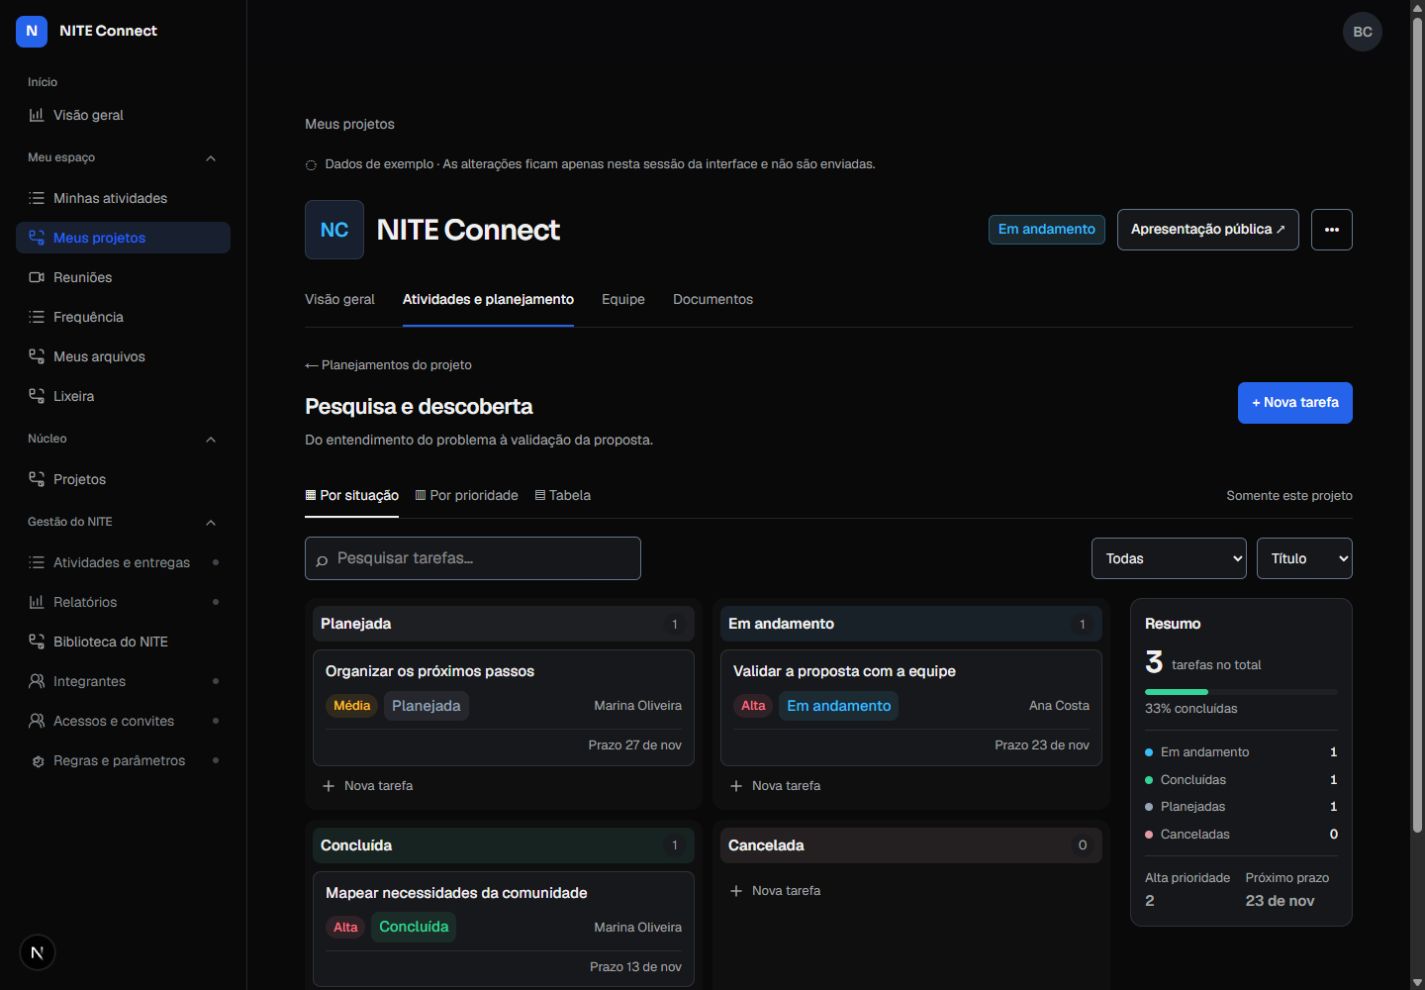 N NITE Connect
BC
Início
Visão geral
Meu espaço
Minhas atividades
Meus projetos
Reuniões
Frequência
Meus arquivos
Lixeira
Núcleo
Projetos
Gestão do NITE
Atividades e entregas
Relatórios
Biblioteca do NITE
Integrantes
Acessos e convites
Regras e parâmetros
N
Meus projetos
Dados de exemplo · As alterações ficam apenas nesta sessão da interface e não são enviadas.
NC NITE Connect
Em andamento Apresentação pública ↗ •••
Visão geral Atividades e planejamento Equipe Documentos
← Planejamentos do projeto
Pesquisa e descoberta
+ Nova tarefa
Do entendimento do problema à validação da proposta.
Por situação Por prioridade Tabela Somente este projeto
Pesquisar tarefas... Todas Título
Planejada 1
Organizar os próximos passos
Média Planejada Marina Oliveira
Prazo 27 de nov
+ Nova tarefa
Em andamento 1
Validar a proposta com a equipe
Alta Em andamento Ana Costa
Prazo 23 de nov
+ Nova tarefa
Concluída 1
Mapear necessidades da comunidade
Alta Concluída Marina Oliveira
Prazo 13 de nov
Cancelada 0
+ Nova tarefa
Resumo
3 tarefas no total
33% concluídas
Em andamento 1
Concluídas 1
Planejadas 1
Canceladas 0
Alta prioridade Próximo prazo
2 23 de nov